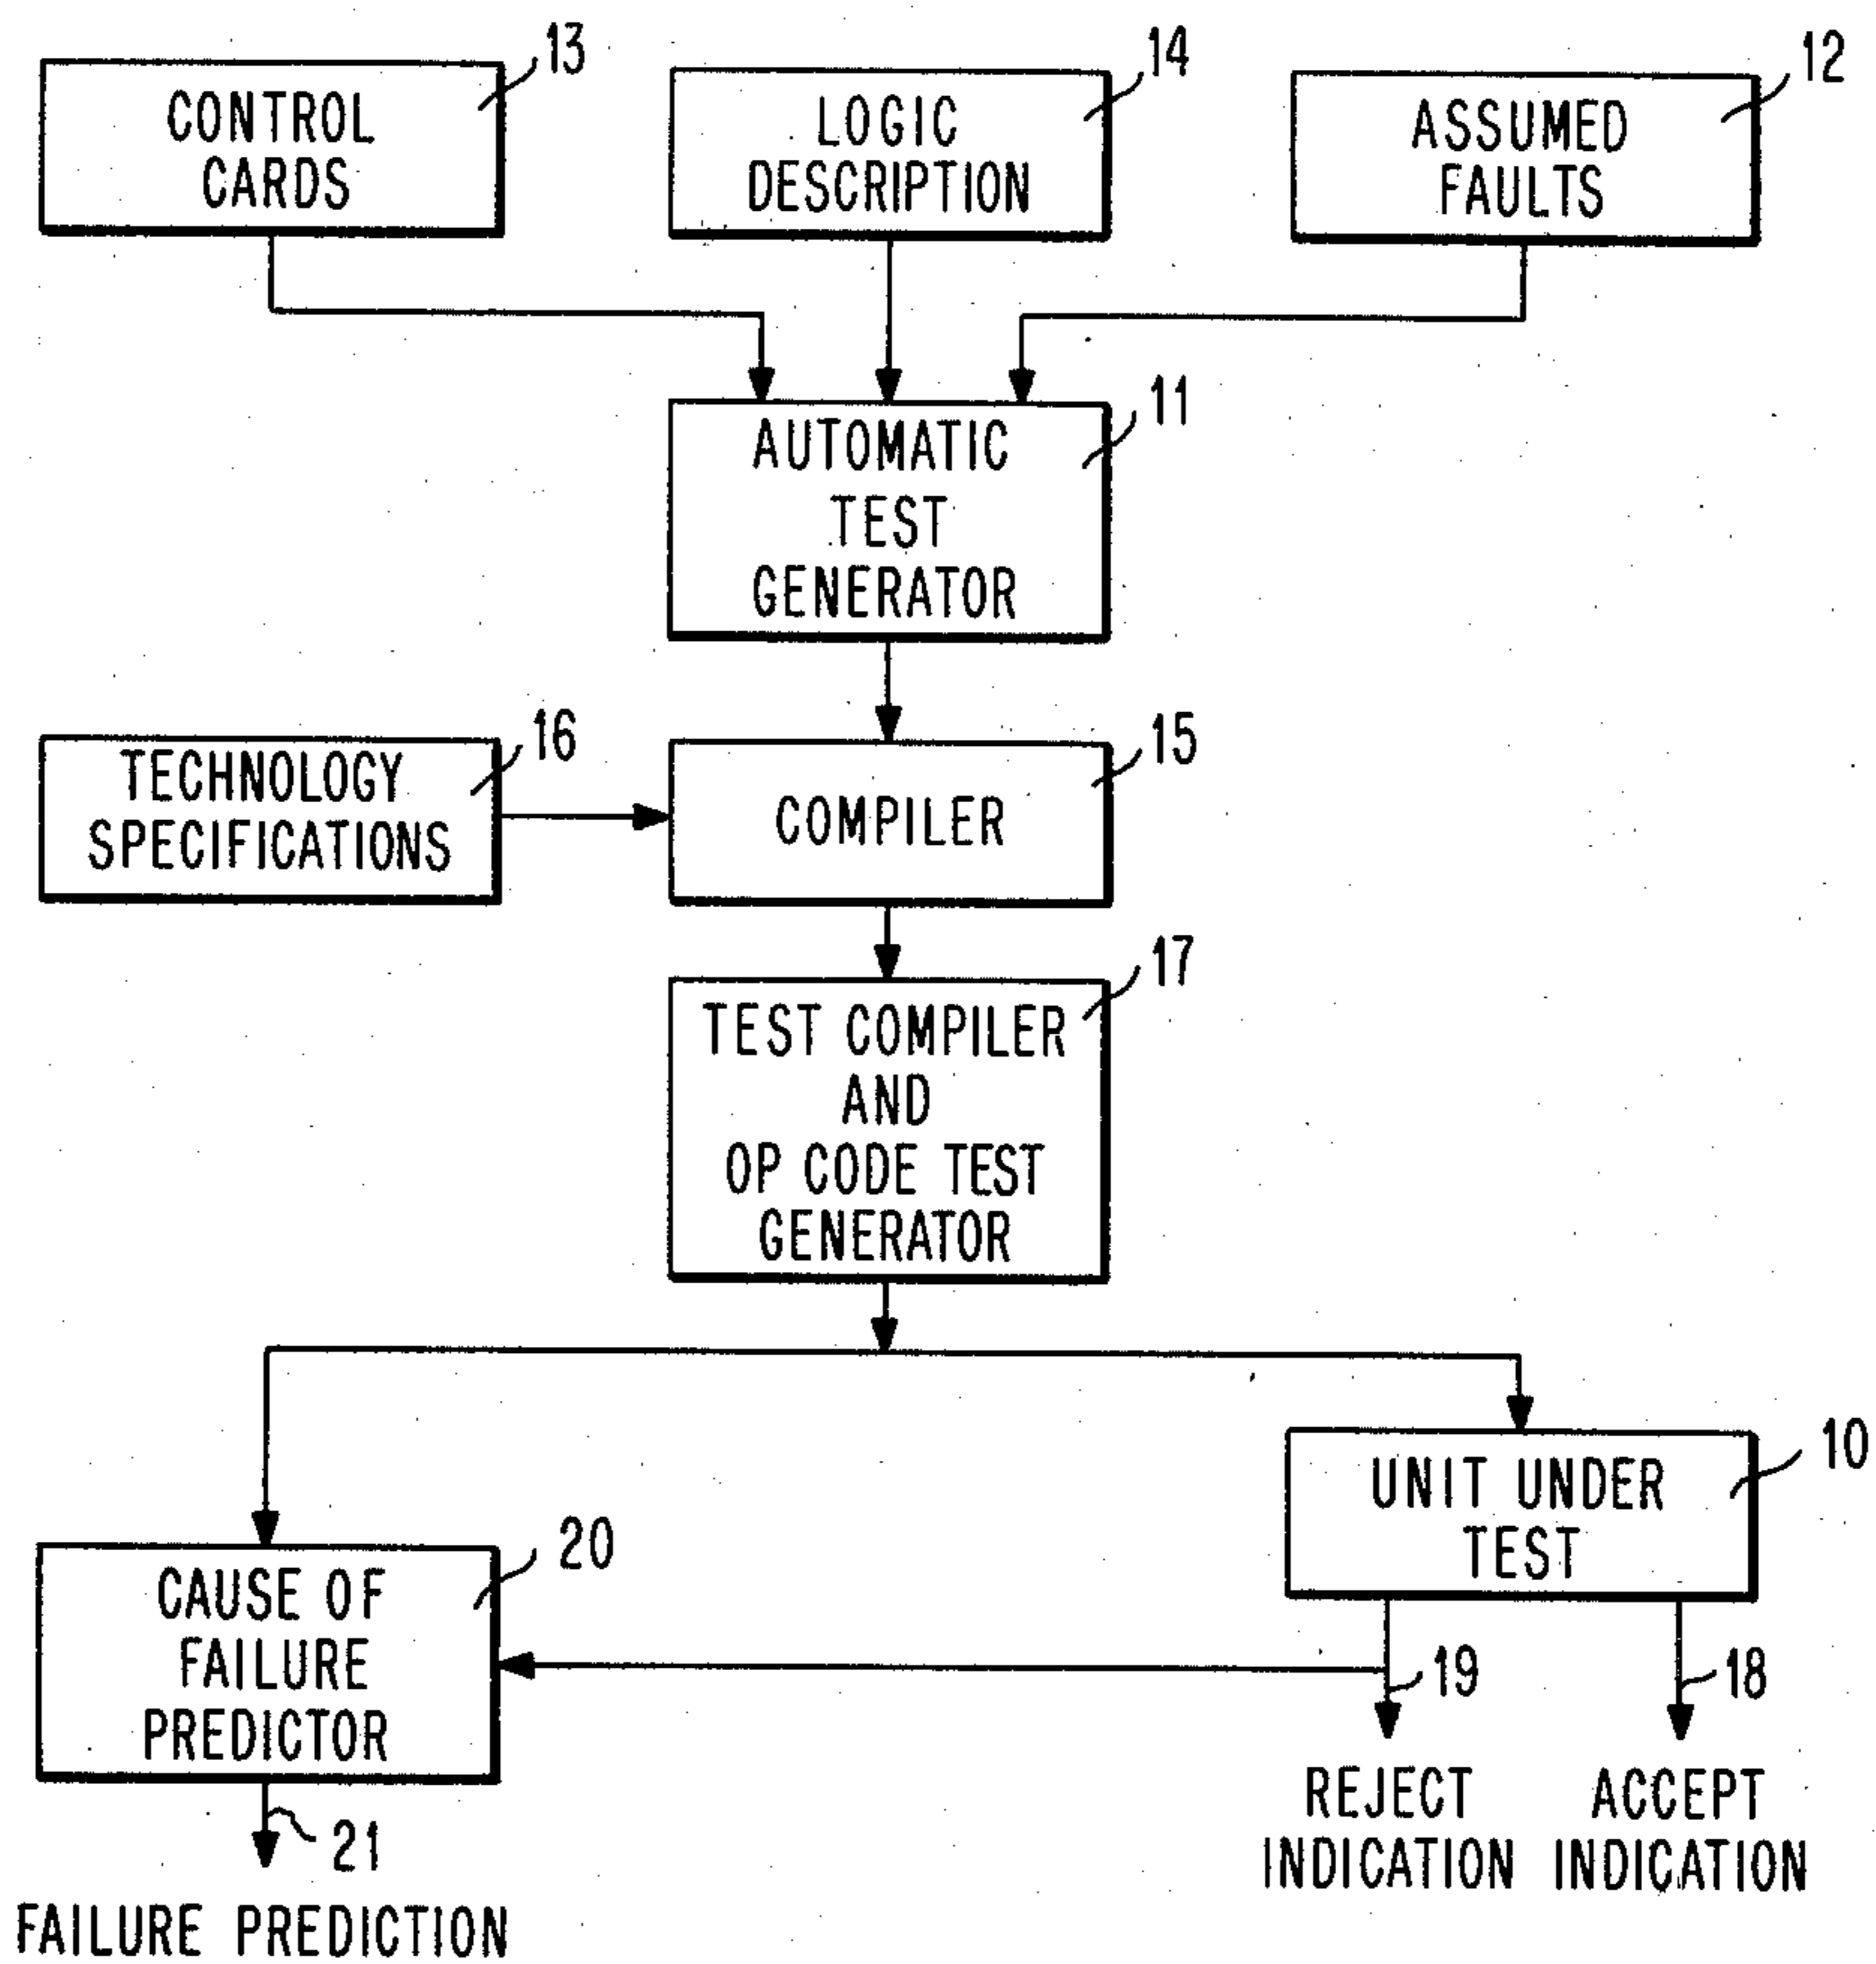 13
CONTROL
CARDS
14
LOGIC
DESCRIPTION
12
ASSUMED
FAULTS
11
AUTOMATIC
TEST
GENERATOR
16
TECHNOLOGY
SPECIFICATIONS
15
COMPILER
17
TEST COMPILER
AND
OP CODE TEST
GENERATOR
10
UNIT UNDER
TEST
20
CAUSE OF
FAILURE
PREDICTOR
19
18
REJECT
INDICATION
ACCEPT
INDICATION
21
FAILURE PREDICTION